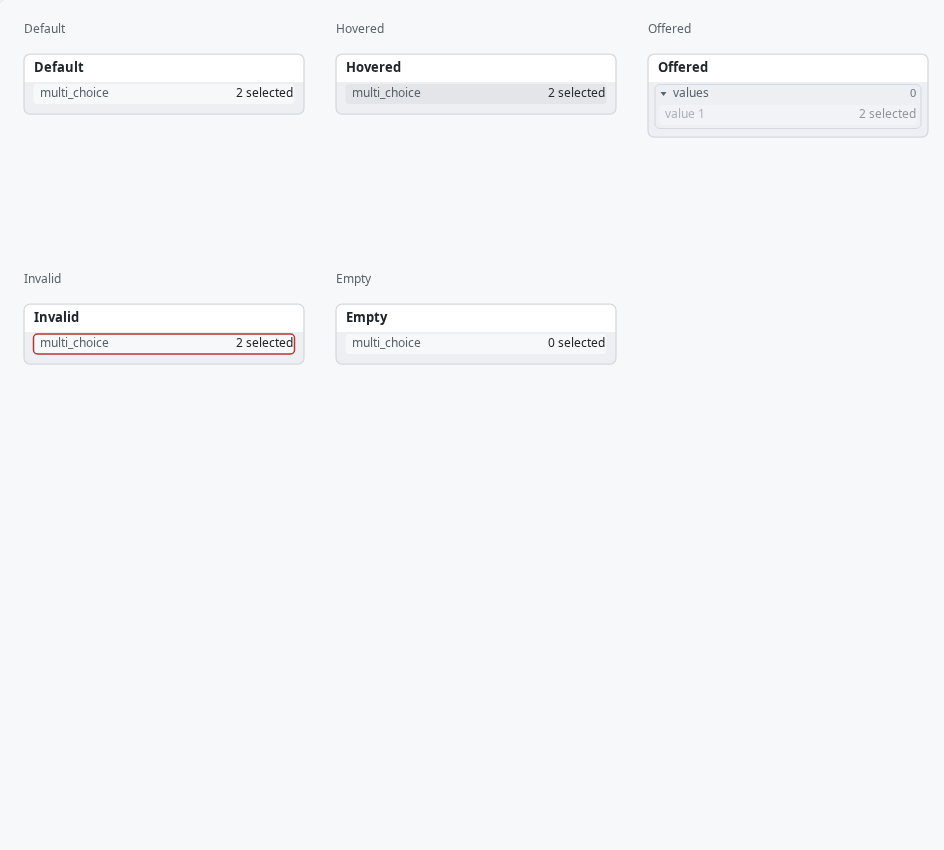 Default
Hovered
Offered
Default
multi_choice
2 selected
Hovered
multi_choice
2 selected
Offered
values
0
value 1
2 selected
Invalid
Empty
Invalid
multi_choice
2 selected
Empty
multi_choice
0 selected